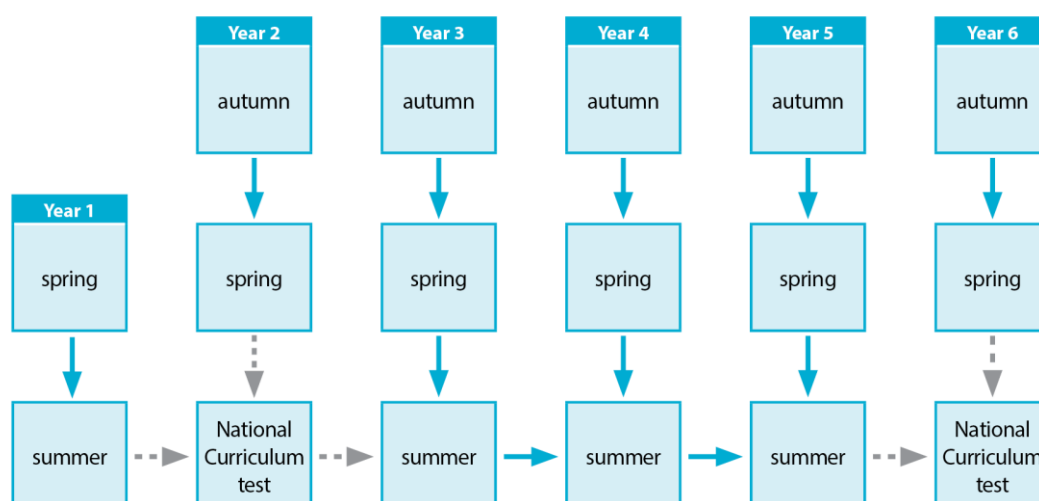 Year 2
Year 3
Year 4
Year 5
Year 6
autumn
autumn
autumn
autumn
autumn
Year 1
spring
spring
spring
spring
spring
spring
summer
National
Curriculum
test
summer
summer
summer
National
Curriculum
test